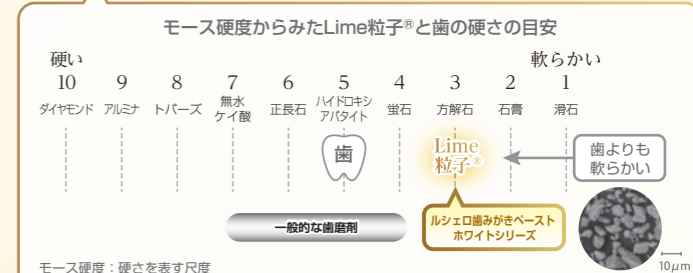 モース硬度からみたLime粒子®と歯の硬さの目安
硬い
軟らかい
10 9 8 7 6 5 4 3 2 1
ダイヤモンド アルミナ トパーズ 無水ケイ酸 正長石 ハイドロキシアパタイト 蛍石 方解石 石膏 滑石
歯
Lime
粒子®
歯よりも
軟らかい
一般的な歯磨剤
ルシェロ歯みがきペースト
ホワイトシリーズ
モース硬度：硬さを表す尺度
10μm